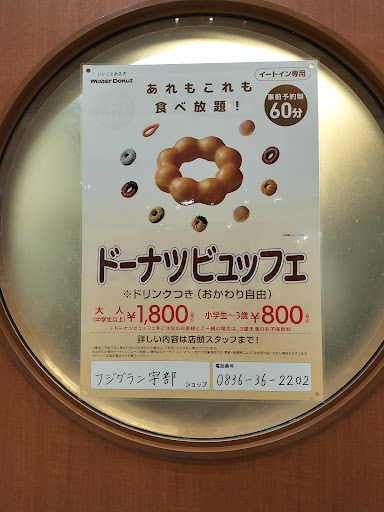 いいことあるぞ
mister Donut
イートイン専用
あれもこれも
食べ放題！
事前予約制
60分
ドーナツビュッフェ
※ドリンクつき（おかわり自由）
大人
(中学生以上)
¥1,800
小学生〜3歳 ¥800
詳しい内容は店頭スタッフまで！
フジグラン宇部 ショップ
電話番号
0836-36-2202